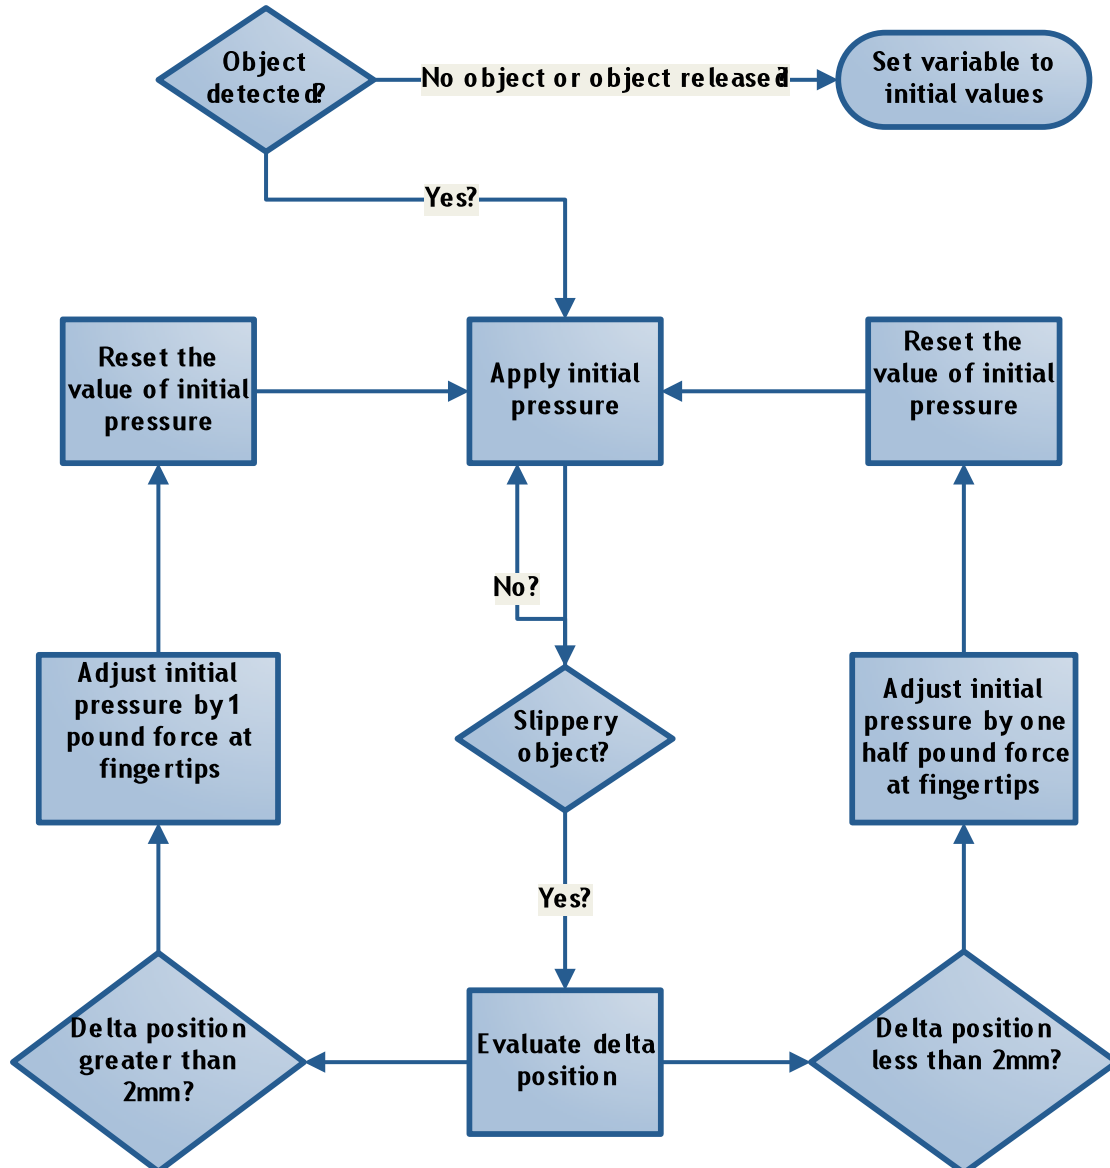 Object
detected?
No object or object released?
Set variable to
initial values
Yes?
Reset the
value of initial
pressure
Apply initial
pressure
Reset the
value of initial
pressure
No?
Adjust initial
pressure by 1
pound force at
fingertips
Slippery
object?
Adjust initial
pressure by one
half pound force
at fingertips
Yes?
Delta position
greater than
2mm?
Evaluate delta
position
Delta position
less than 2mm?